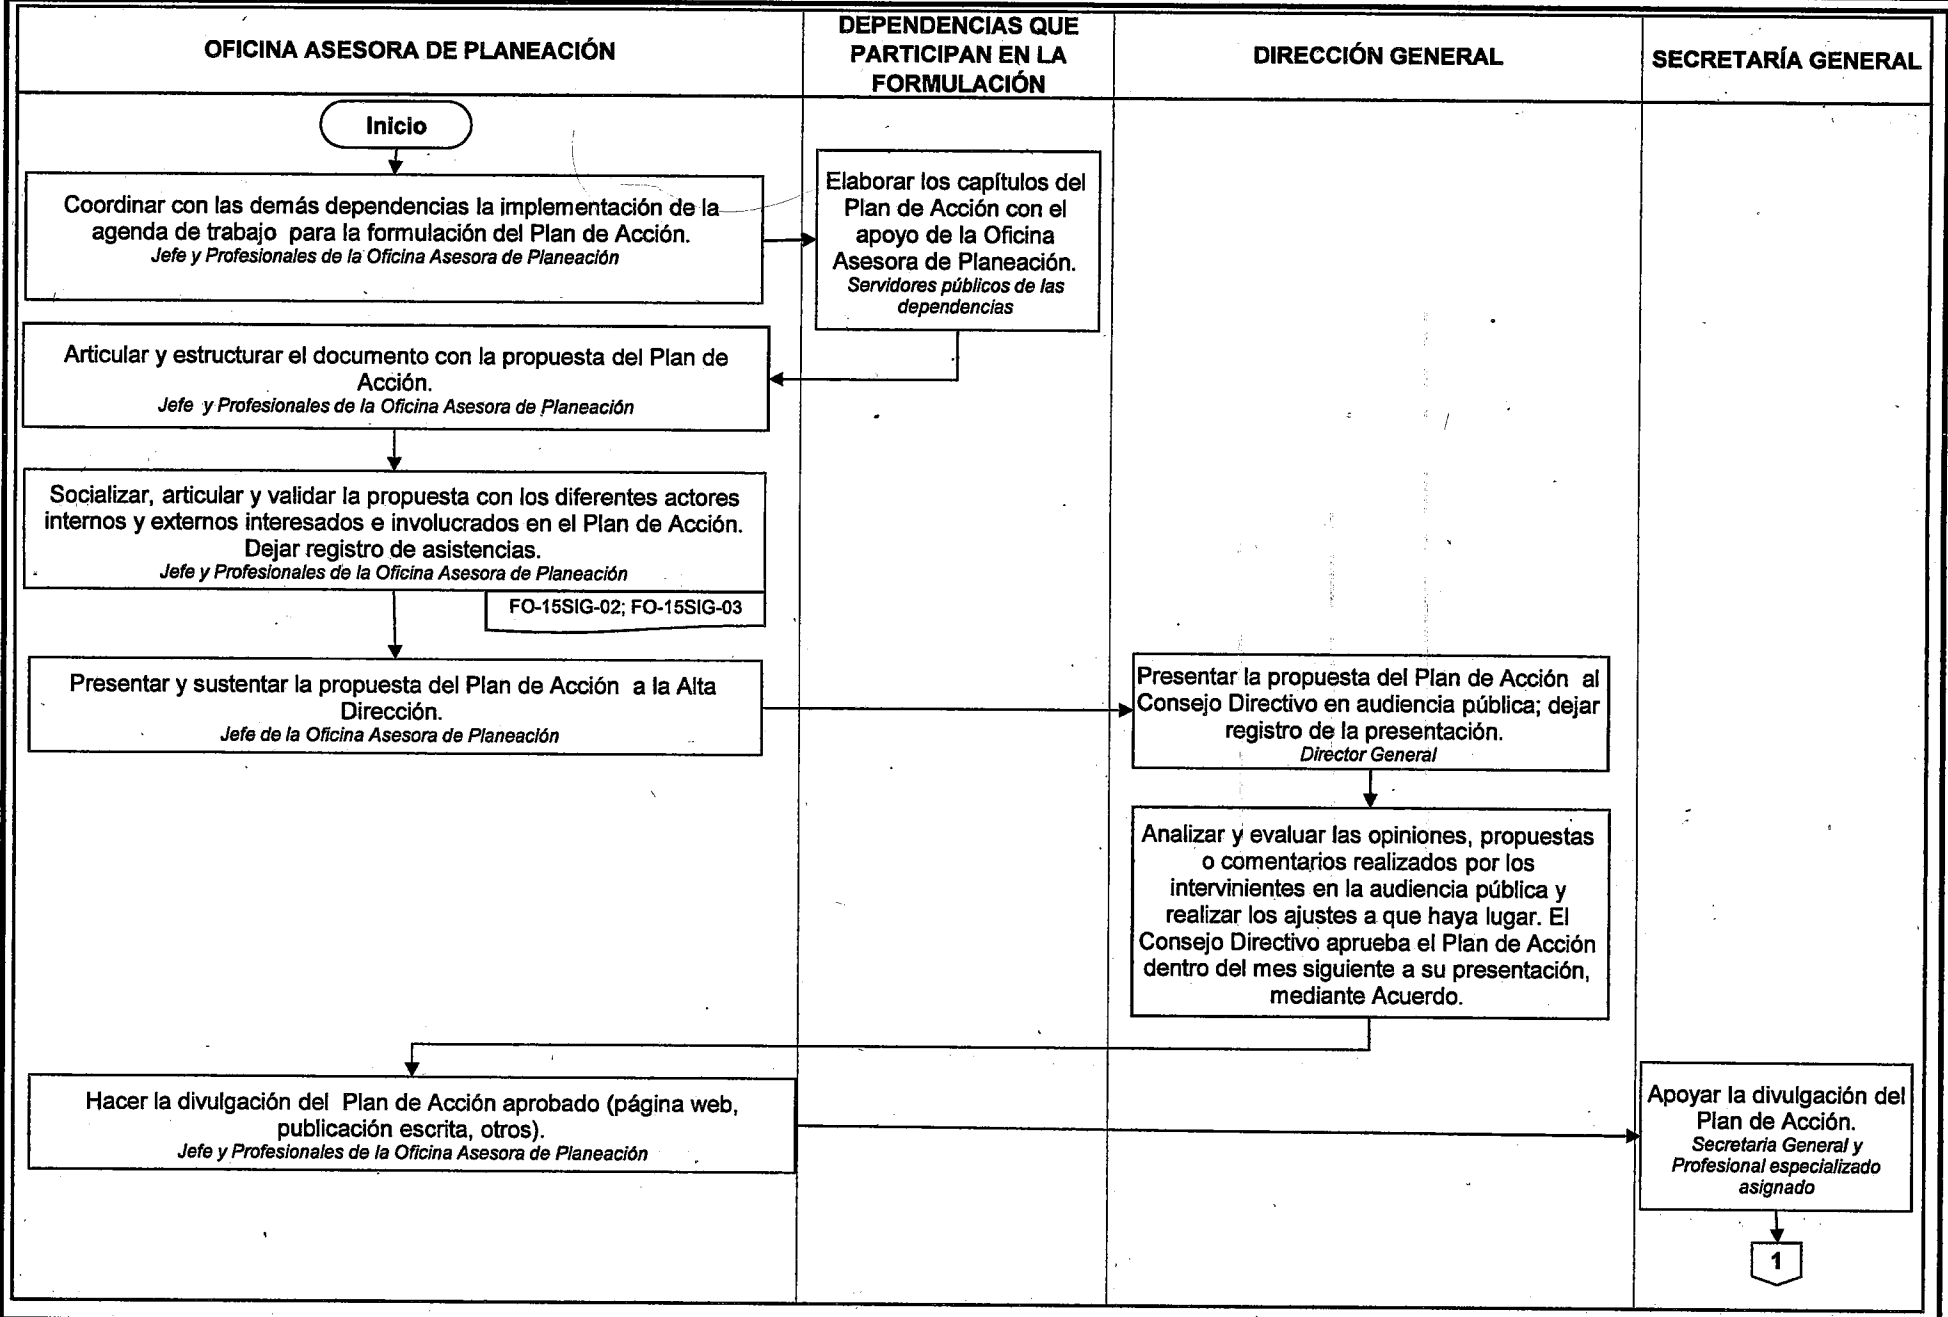 OFICINA ASESORA DE PLANEACIÓN
DEPENDENCIAS QUE
PARTICIPAN EN LA
FORMULACIÓN
DIRECCIÓN GENERAL
SECRETARÍA GENERAL
Inicio
Coordinar con las demás dependencias la implementación de la
agenda de trabajo para la formulación del Plan de Acción.
Jefe y Profesionales de la Oficina Asesora de Planeación
Elaborar los capítulos del
Plan de Acción con el
apoyo de la Oficina
Asesora de Planeación.
Servidores públicos de las
dependencias
Articular y estructurar el documento con la propuesta del Plan de
Acción.
Jefe y Profesionales de la Oficina Asesora de Planeación
Socializar, articular y validar la propuesta con los diferentes actores
internos y externos interesados e involucrados en el Plan de Acción.
Dejar registro de asistencias.
Jefe y Profesionales de la Oficina Asesora de Planeación
FO-15SIG-02; FO-15SIG-03
Presentar y sustentar la propuesta del Plan de Acción a la Alta
Dirección.
Jefe de la Oficina Asesora de Planeación
Presentar la propuesta del Plan de Acción al
Consejo Directivo en audiencia pública; dejar
registro de la presentación.
Director General
Analizar y evaluar las opiniones, propuestas
o comentarios realizados por los
intervinientes en la audiencia pública y
realizar los ajustes a que haya lugar. El
Consejo Directivo aprueba el Plan de Acción
dentro del mes siguiente a su presentación,
mediante Acuerdo.
Hacer la divulgación del Plan de Acción aprobado (página web,
publicación escrita, otros).
Jefe y Profesionales de la Oficina Asesora de Planeación
Apoyar la divulgación del
Plan de Acción.
Secretaria General y
Profesional especializado
asignado
1